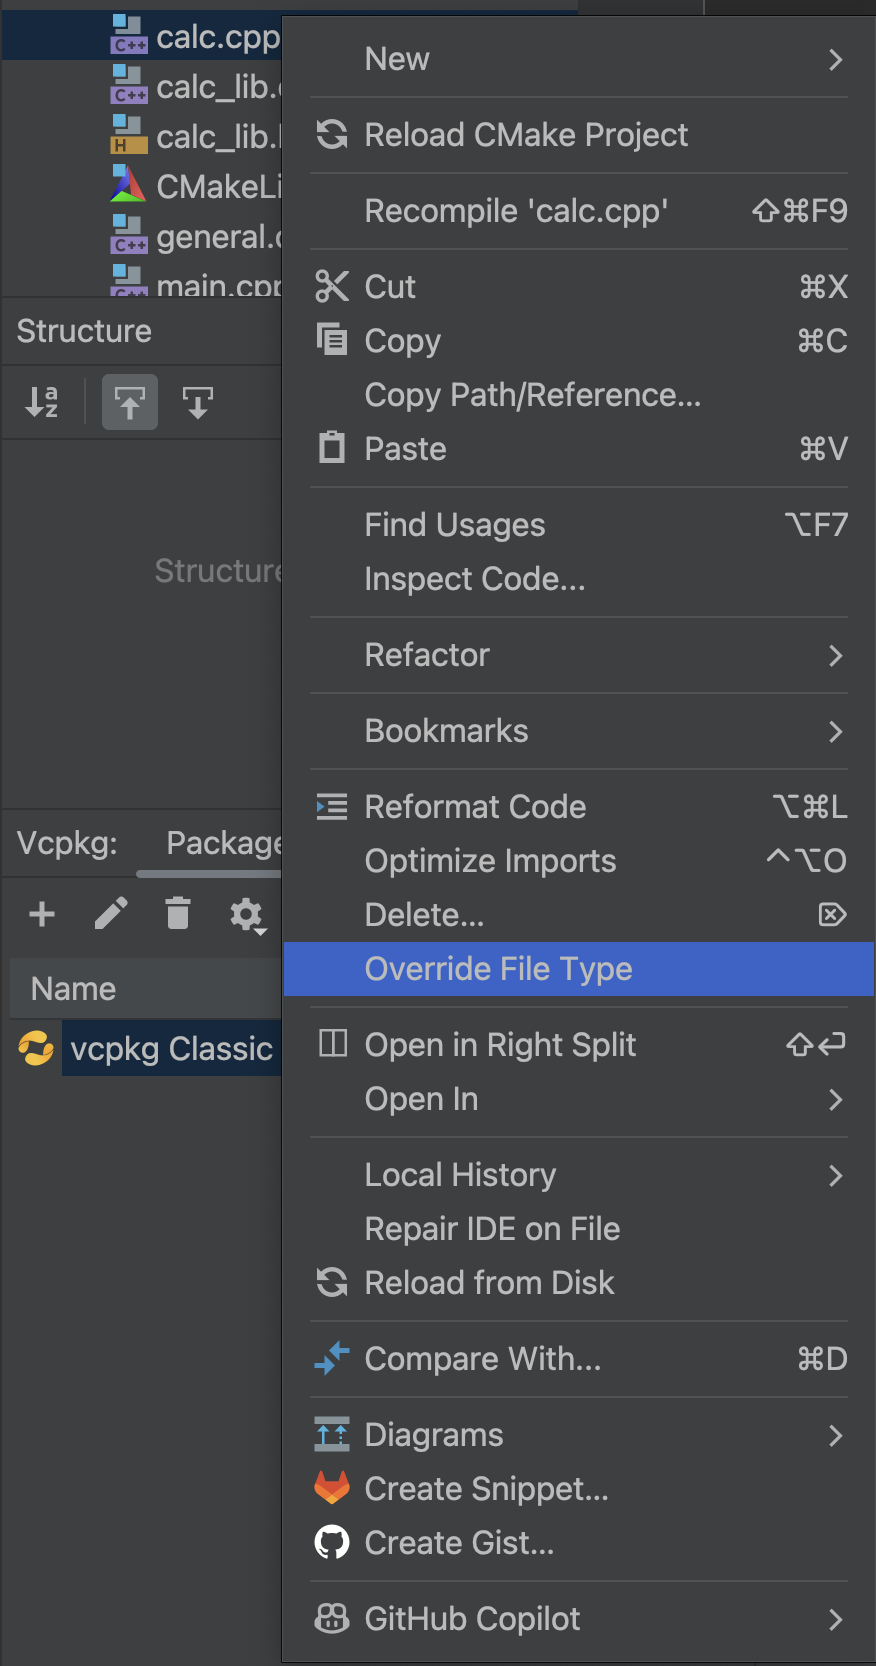 calc.cpp
calc_lib.
calc_lib.
CMakeLi
general.
main.cpp
Structure
Structure
Vcpkg:
Package
Name
vcpkg Classic
New
Reload CMake Project
Recompile 'calc.cpp' ⇧⌘F9
Cut ⌘X
Copy ⌘C
Copy Path/Reference...
Paste ⌘V
Find Usages ⌥F7
Inspect Code...
Refactor
Bookmarks
Reformat Code ⌥⌘L
Optimize Imports ^⌥O
Delete... ⌦
Override File Type
Open in Right Split ⇧⏎
Open In
Local History
Repair IDE on File
Reload from Disk
Compare With... ⌘D
Diagrams
Create Snippet...
Create Gist...
GitHub Copilot